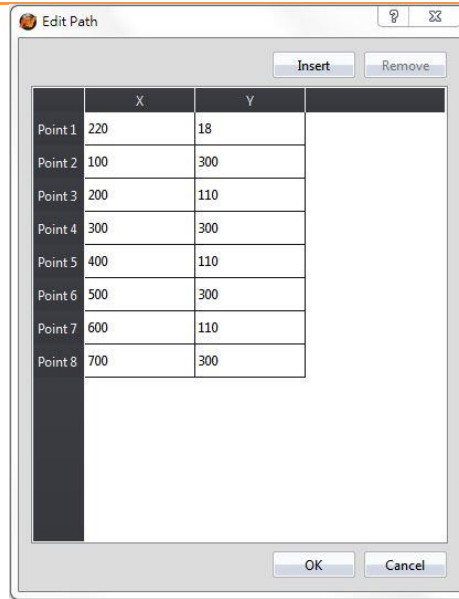 Edit Path
Insert Remove
X Y
Point 1 220 18
Point 2 100 300
Point 3 200 110
Point 4 300 300
Point 5 400 110
Point 6 500 300
Point 7 600 110
Point 8 700 300
OK Cancel